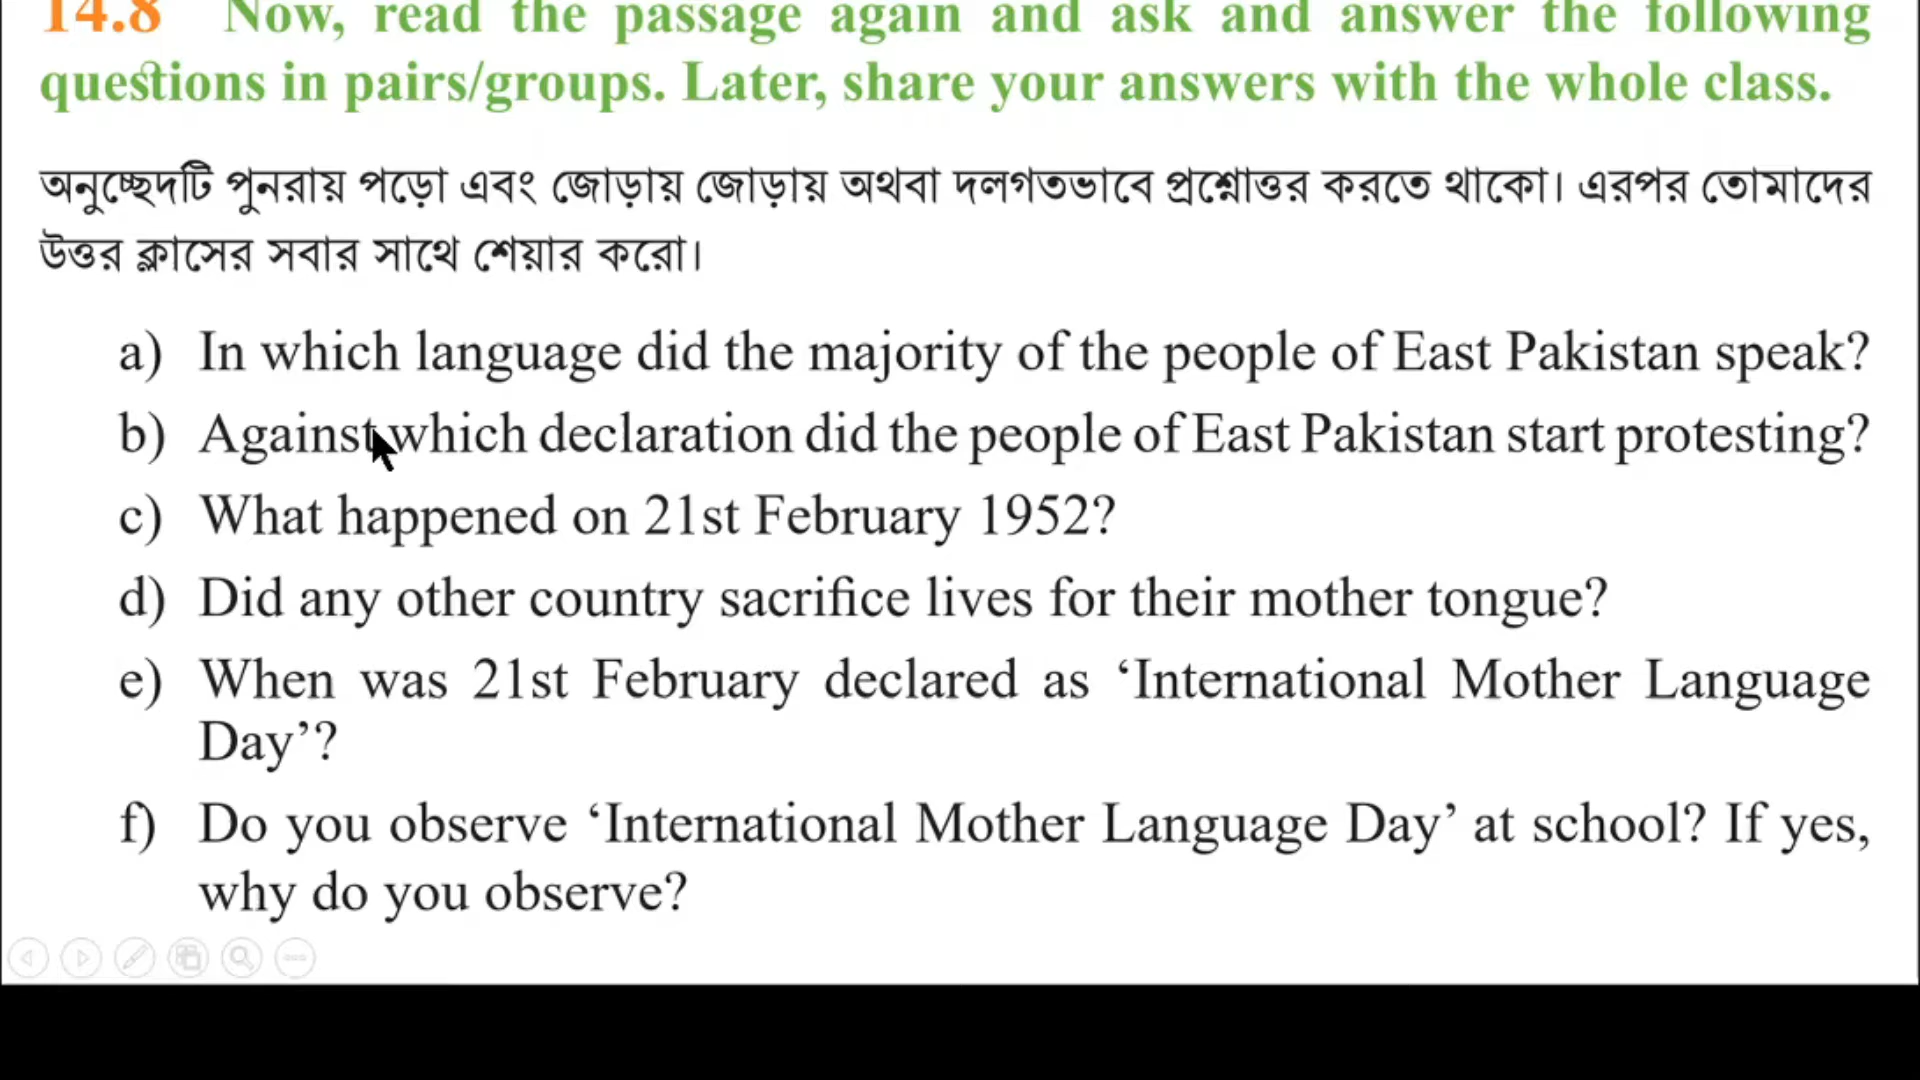 14.8 Now, read the passage again and ask and answer the following
questions in pairs/groups. Later, share your answers with the whole class.
অনুচ্ছেদটি পুনরায় পড়ো এবং জোড়ায় জোড়ায় অথবা দলগতভাবে প্রশ্নোত্তর করতে থাকো। এরপর তোমাদের
উত্তর ক্লাসের সবার সাথে শেয়ার করো।
a) In which language did the majority of the people of East Pakistan speak?
b) Against which declaration did the people of East Pakistan start protesting?
c) What happened on 21st February 1952?
d) Did any other country sacrifice lives for their mother tongue?
e) When was 21st February declared as ‘International Mother Language
Day’?
f) Do you observe ‘International Mother Language Day’ at school? If yes,
why do you observe?